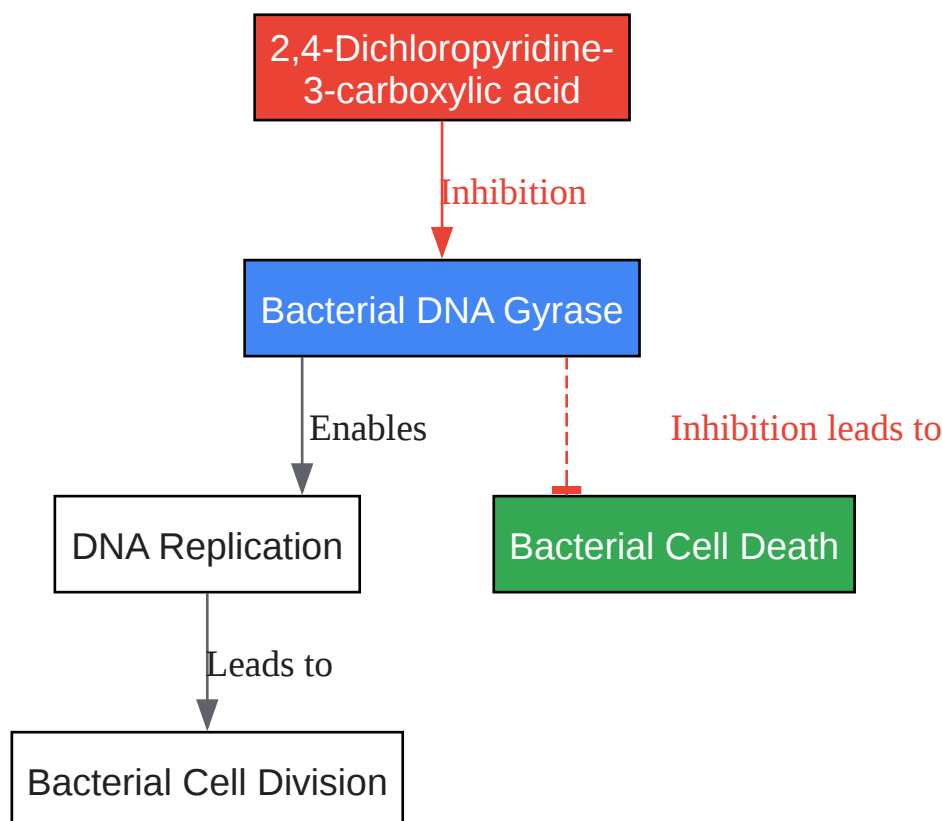 2,4-Dichloropyridine-
3-carboxylic acid
Inhibition
Bacterial DNA Gyrase
Enables
Inhibition leads to
DNA Replication
Bacterial Cell Death
Leads to
Bacterial Cell Division